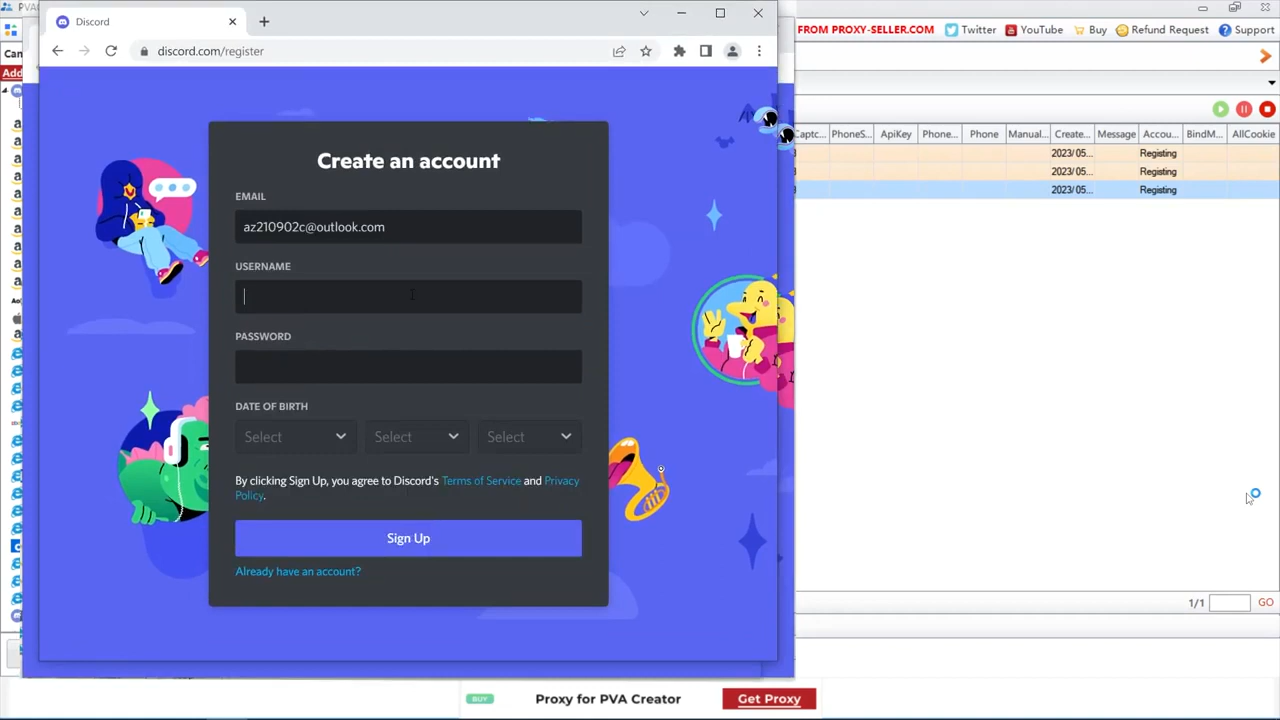 Discord
discord.com/register
FROM PROXY-SELLER.COM
Twitter
YouTube
Buy
Refund Request
Support
Add
Captc...
PhoneS...
ApiKey
Phone...
Phone
Manual...
Create...
Message
Accou...
BindM...
AllCookie
2023/05...
Registing
2023/05...
Registing
2023/05...
Registing
Create an account
EMAIL
az210902c@outlook.com
USERNAME
PASSWORD
DATE OF BIRTH
Select
Select
Select
By clicking Sign Up, you agree to Discord's Terms of Service and Privacy
Policy.
Sign Up
Already have an account?
1/1
GO
BUY
Proxy for PVA Creator
Get Proxy